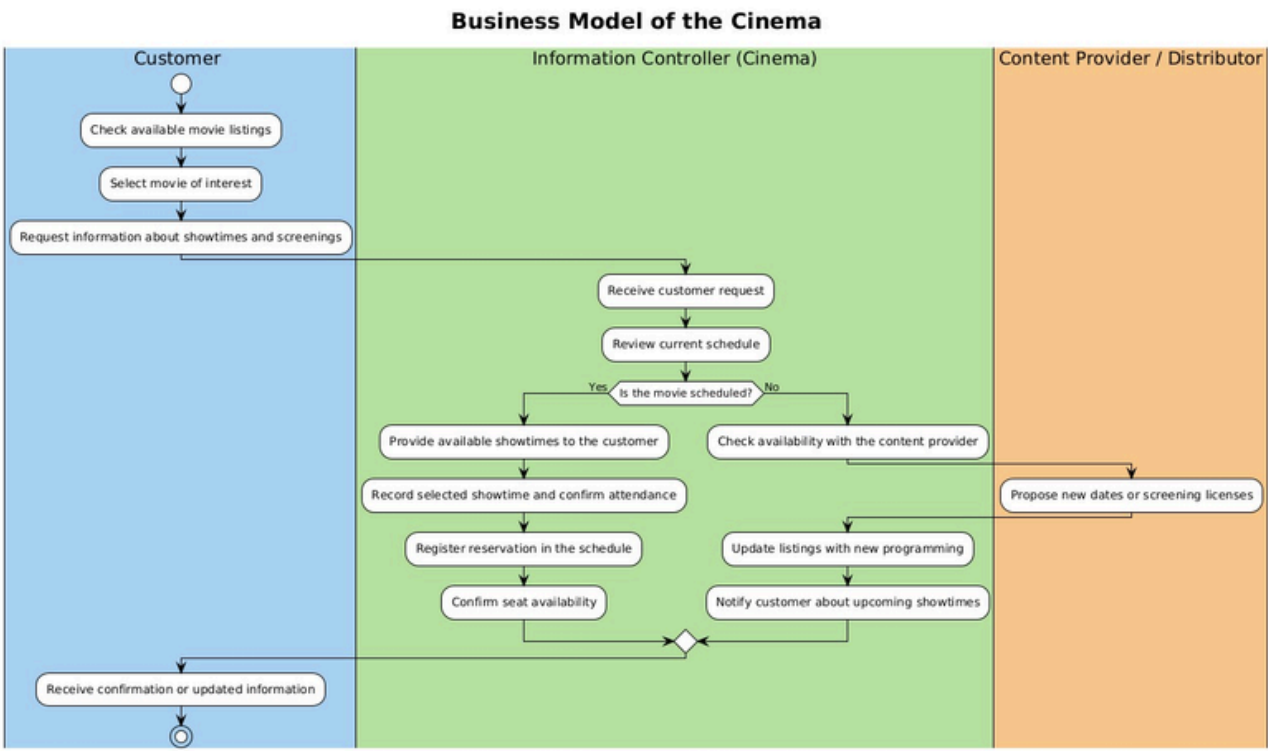 Business Model of the Cinema
Customer
Information Controller (Cinema)
Content Provider / Distributor
Check available movie listings
Select movie of interest
Request information about showtimes and screenings
Receive customer request
Review current schedule
Is the movie scheduled?
Yes
No
Provide available showtimes to the customer
Check availability with the content provider
Record selected showtime and confirm attendance
Propose new dates or screening licenses
Register reservation in the schedule
Update listings with new programming
Confirm seat availability
Notify customer about upcoming showtimes
Receive confirmation or updated information